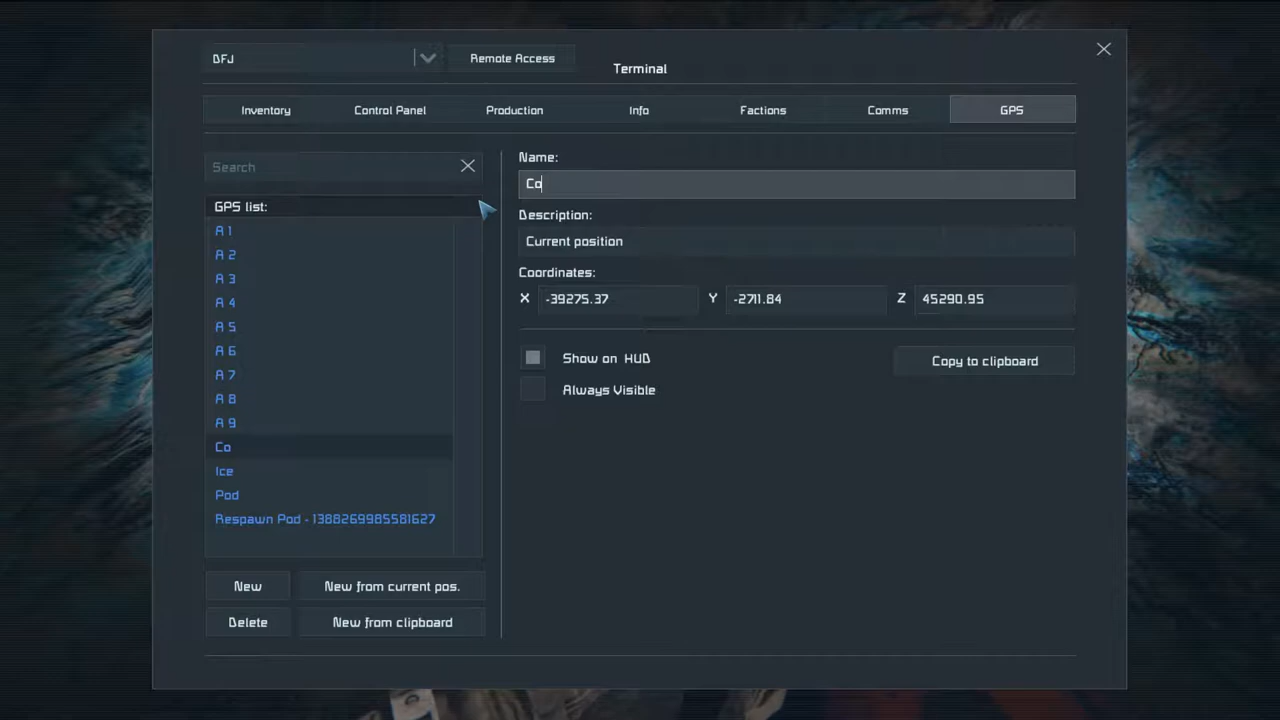 DFJ
Remote Access
Terminal
Inventory
Control Panel
Production
Info
Factions
Comms
GPS
Search
GPS list:
A 1
A 2
A 3
A 4
A 5
A 6
A 7
A 8
A 9
Co
Ice
Pod
Respawn Pod - 138826998558​1627
New
New from current pos.
Delete
New from clipboard
Name:
Co
Description:
Current position
Coordinates:
X -39275.37 Y -2711.84 Z 45290.95
Show on HUD
Copy to clipboard
Always Visible